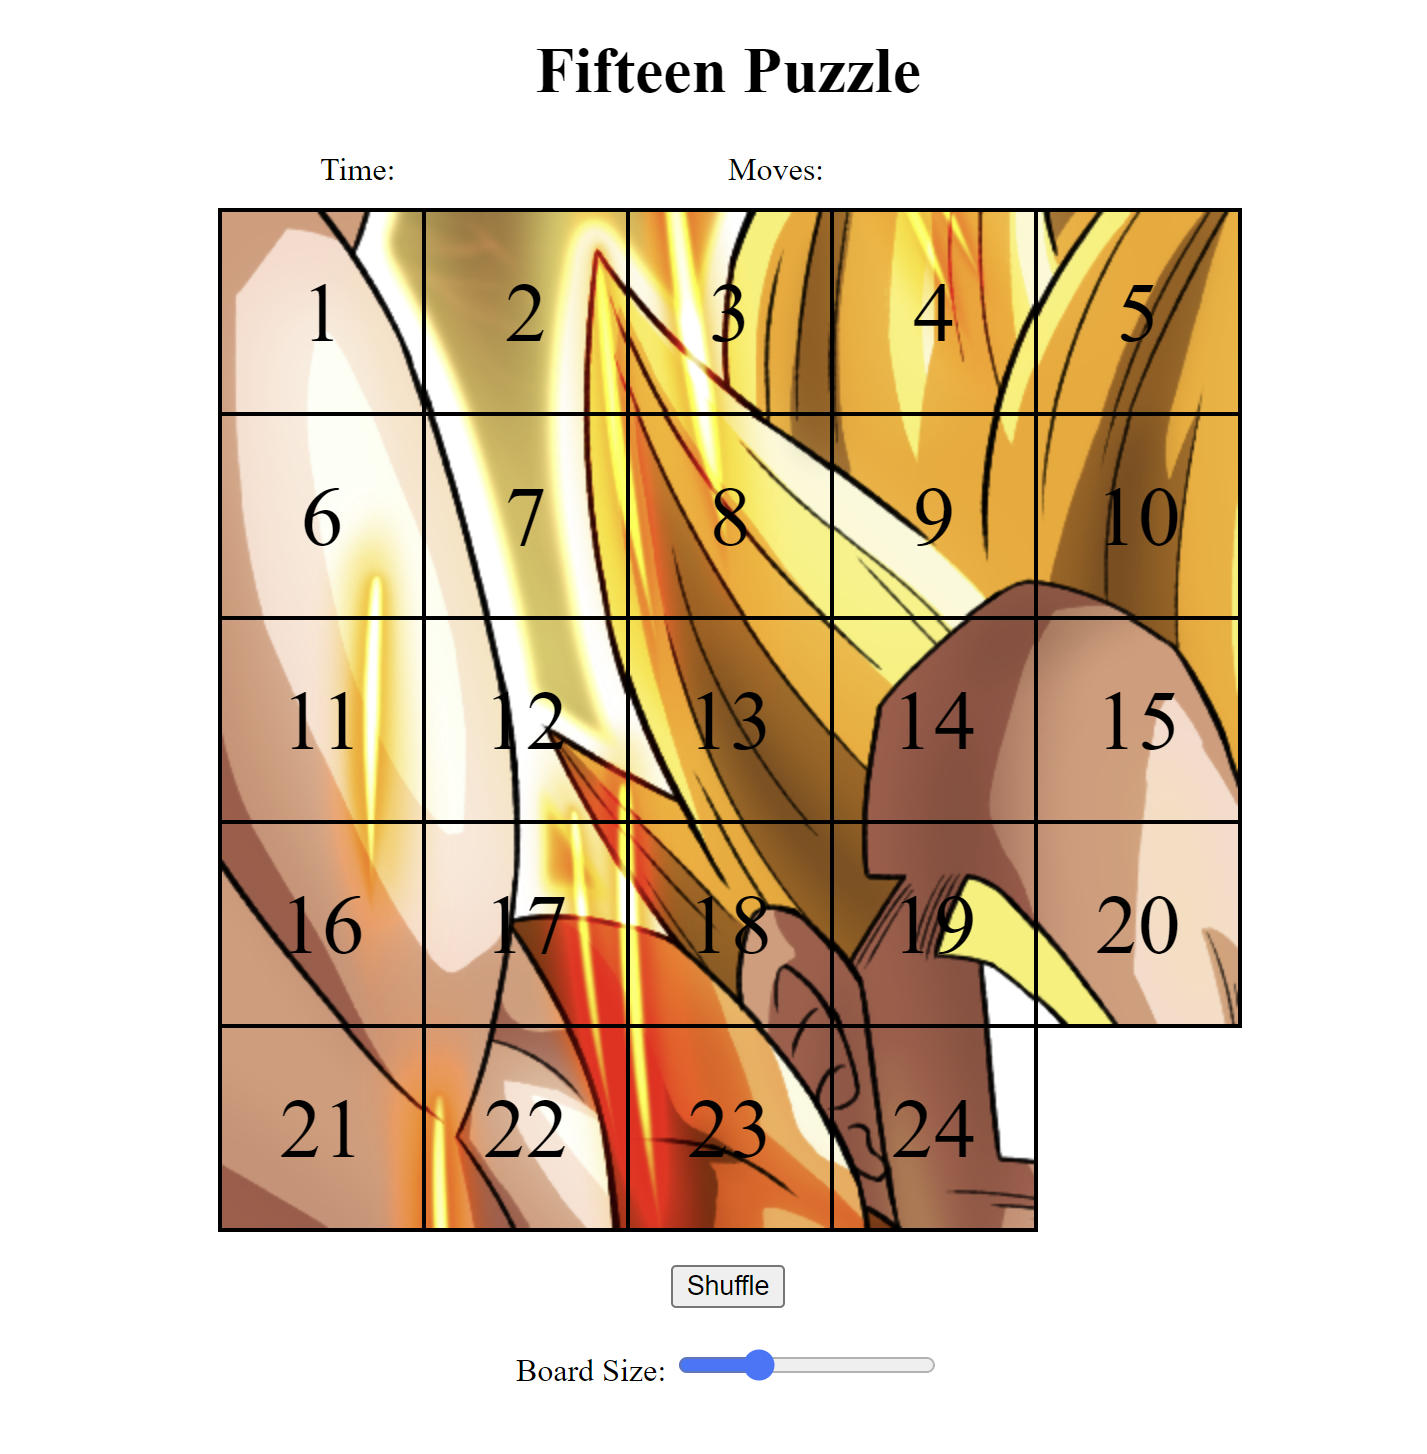 Fifteen Puzzle
Time: Moves:
1 2 3 4 5
6 7 8 9 10
11 12 13 14 15
16 17 18 19 20
21 22 23 24
Shuffle
Board Size: